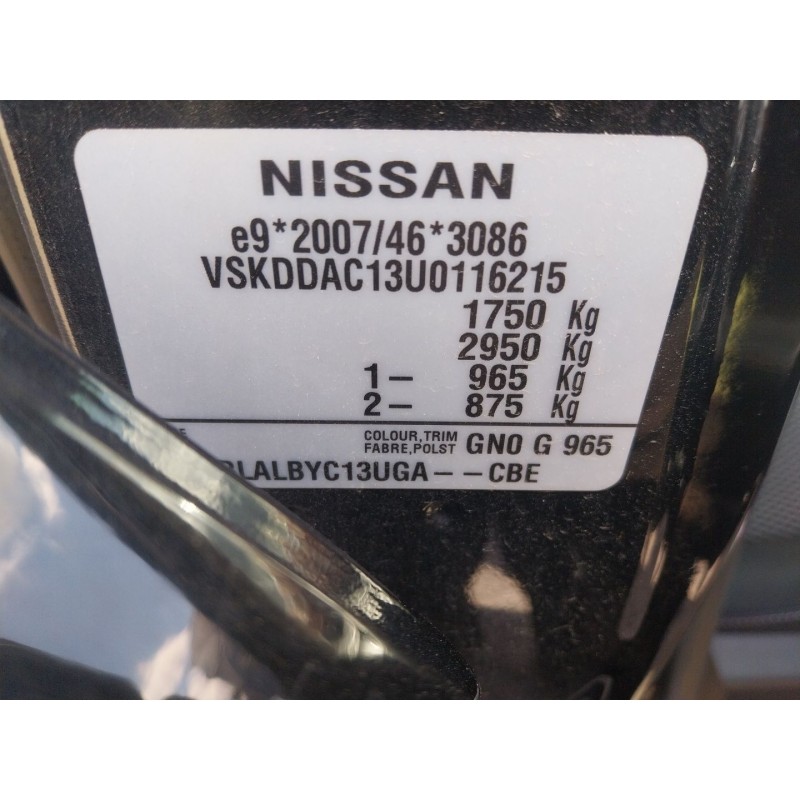 NISSAN
e9*2007/46*3086
VSKDDAC13U0116215
1750 Kg
2950 Kg
1- 965 Kg
2- 875 Kg
COLOUR,TRIM GN0 G 965
FABRE,POLST
LALBYC13UGA--CBE